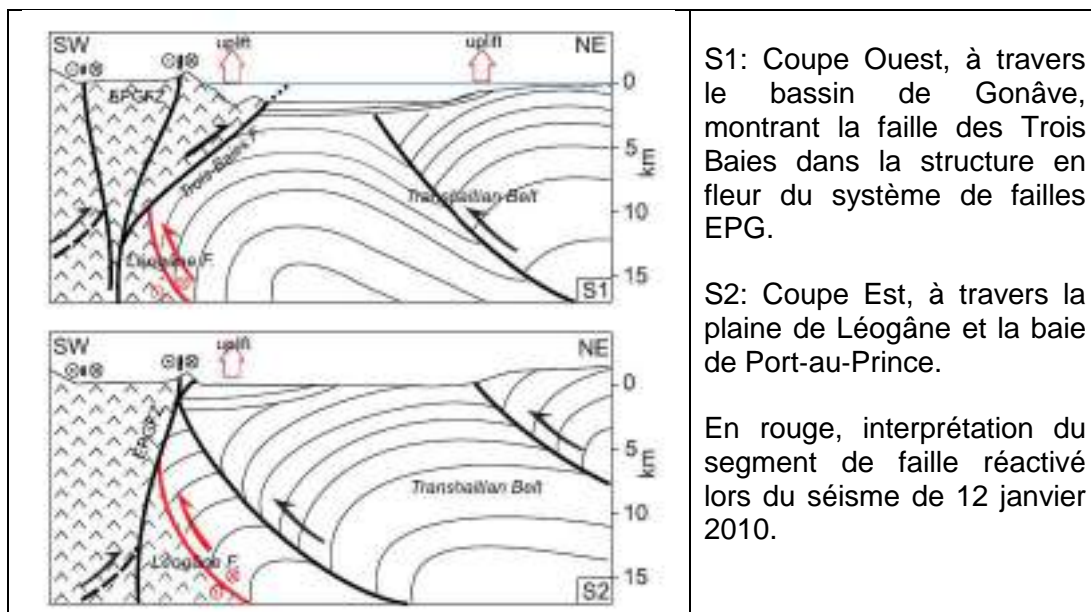 SW
uplift
uplift
NE
EPGFZ
0
Trois-Baies F.
5
km
Transhaitian Belt
10
Léogâne F.
15
S1
SW
uplift
NE
0
EPGFZ
5
km
Transhaitian Belt
10
Léogâne F.
15
S2
S1: Coupe Ouest, à travers
le bassin de Gonâve,
montrant la faille des Trois
Baies dans la structure en
fleur du système de failles
EPG.
S2: Coupe Est, à travers la
plaine de Léogâne et la baie
de Port-au-Prince.
En rouge, interprétation du
segment de faille réactivé
lors du séisme de 12 janvier
2010.